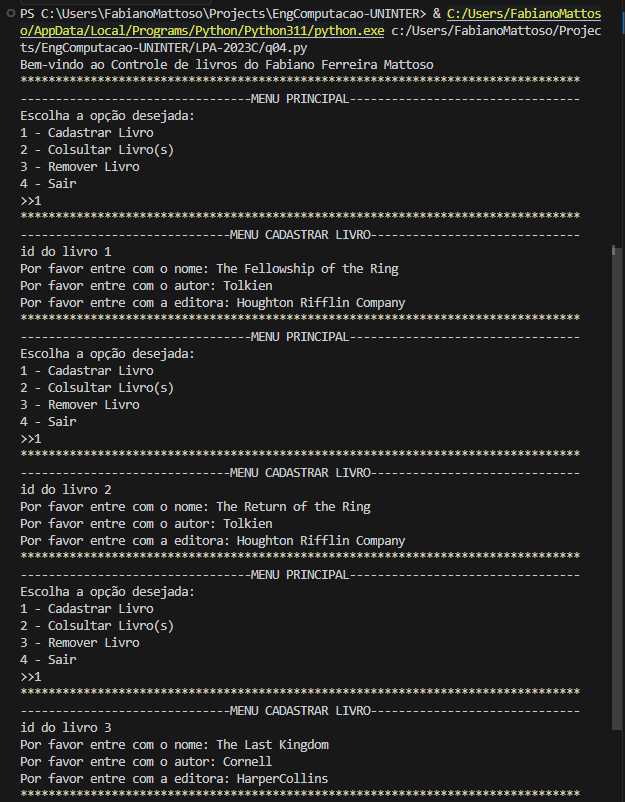 PS C:\Users\FabianoMattoso\Projects\EngComputacao-UNINTER> & C:/Users/FabianoMattos
o/AppData/Local/Programs/Python/Python311/python.exe c:/Users/FabianoMattoso/Projec
ts/EngComputacao-UNINTER/LPA-2023C/q04.py
Bem-vindo ao Controle de livros do Fabiano Ferreira Mattoso
********************************************************************************
---------------------------------MENU PRINCIPAL---------------------------------
Escolha a opção desejada:
1 - Cadastrar Livro
2 - Colsultar Livro(s)
3 - Remover Livro
4 - Sair
>>1
********************************************************************************
------------------------------MENU CADASTRAR LIVRO------------------------------
id do livro 1
Por favor entre com o nome: The Fellowship of the Ring
Por favor entre com o autor: Tolkien
Por favor entre com a editora: Houghton Rifflin Company
********************************************************************************
---------------------------------MENU PRINCIPAL---------------------------------
Escolha a opção desejada:
1 - Cadastrar Livro
2 - Colsultar Livro(s)
3 - Remover Livro
4 - Sair
>>1
********************************************************************************
------------------------------MENU CADASTRAR LIVRO------------------------------
id do livro 2
Por favor entre com o nome: The Return of the Ring
Por favor entre com o autor: Tolkien
Por favor entre com a editora: Houghton Rifflin Company
********************************************************************************
---------------------------------MENU PRINCIPAL---------------------------------
Escolha a opção desejada:
1 - Cadastrar Livro
2 - Colsultar Livro(s)
3 - Remover Livro
4 - Sair
>>1
********************************************************************************
------------------------------MENU CADASTRAR LIVRO------------------------------
id do livro 3
Por favor entre com o nome: The Last Kingdom
Por favor entre com o autor: Cornell
Por favor entre com a editora: HarperCollins
********************************************************************************